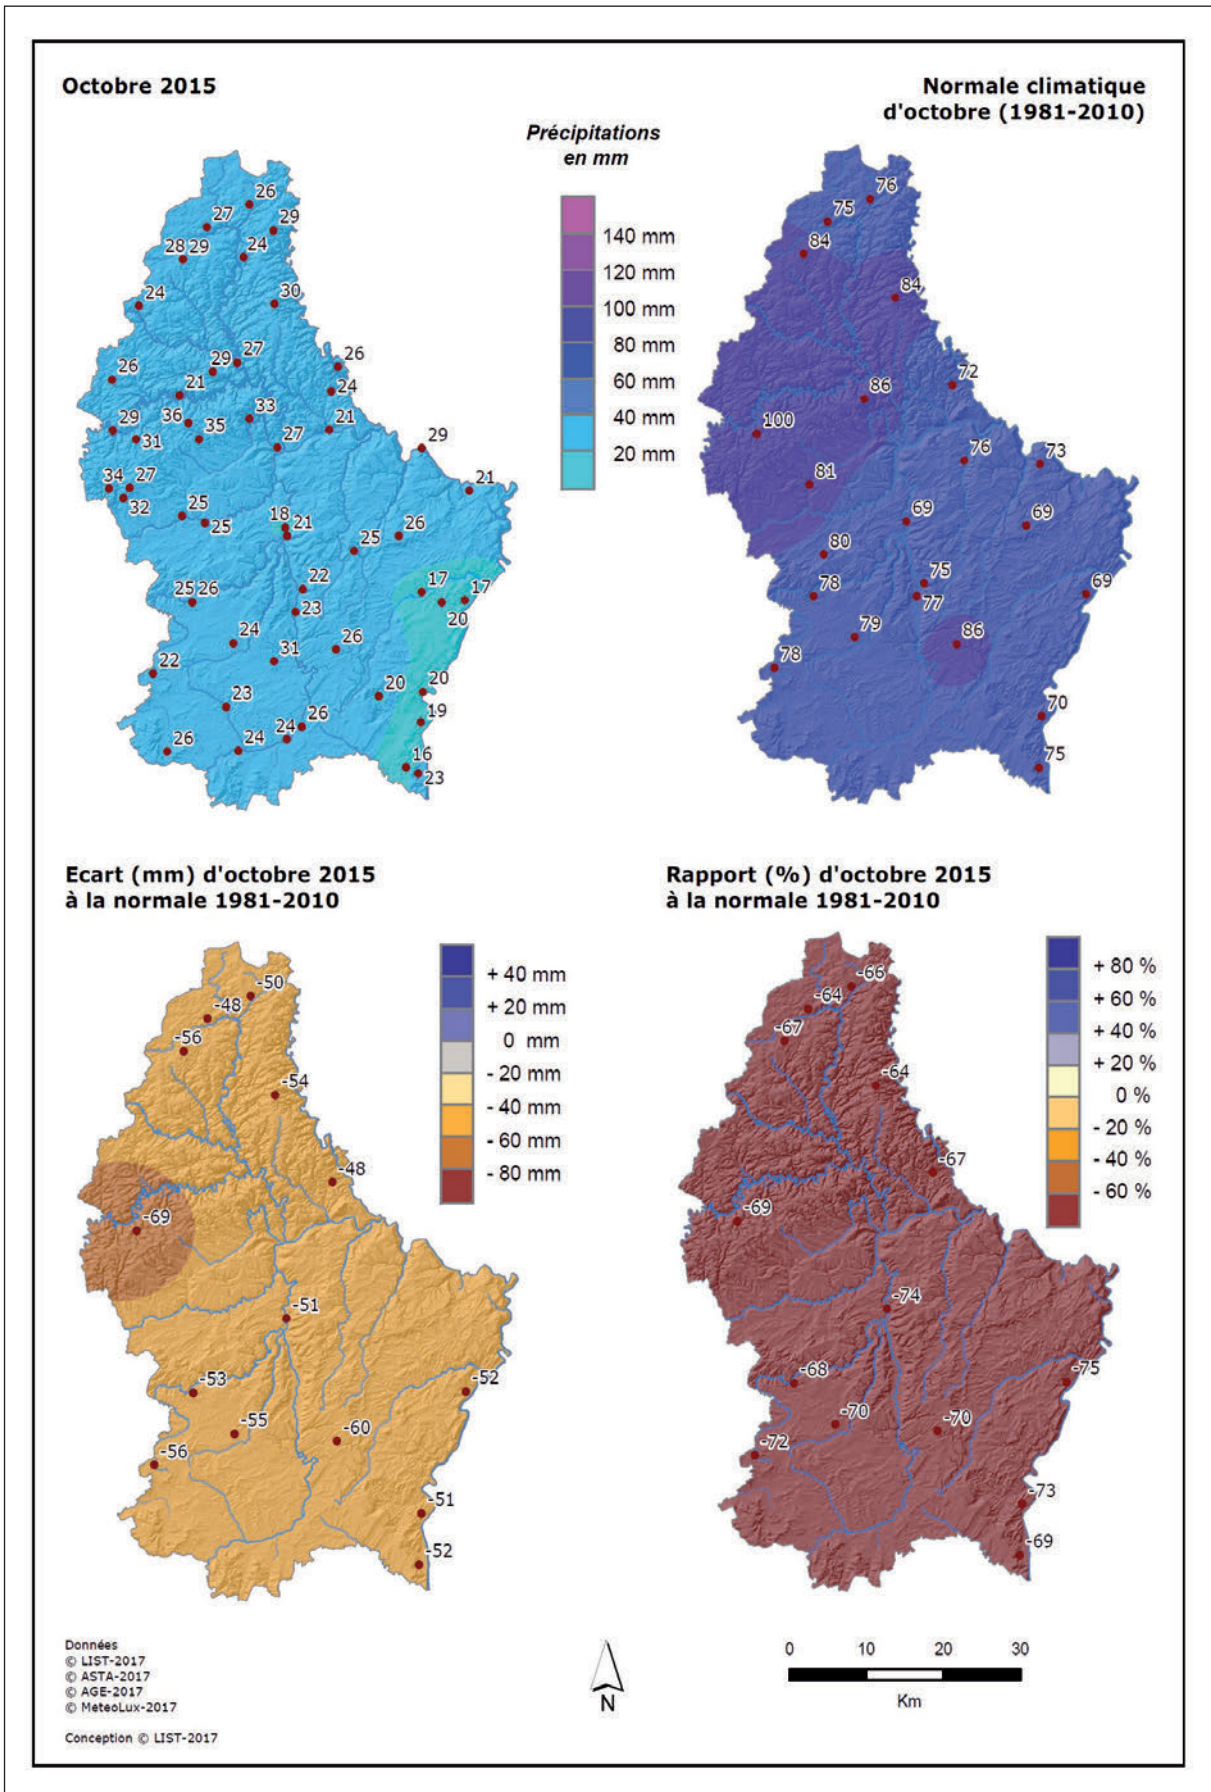 Octobre 2015
Normale climatique
d'octobre (1981-2010)
Précipitations
en mm
140 mm
120 mm
100 mm
80 mm
60 mm
40 mm
20 mm
26
27
29
28 29
24
24
30
27
29
26
26
24
21
36
33
21
29
31
35
27
29
34
27
32
21
25
25
18
21
26
25
22
17
17
20
25 26
23
24
31
26
22
20
20
23
19
26
24
24
26
16
23
76
75
84
84
72
86
100
76
73
81
69
69
80
75
78
77
69
79
86
78
70
75
Ecart (mm) d'octobre 2015
à la normale 1981-2010
+ 40 mm
+ 20 mm
0 mm
- 20 mm
- 40 mm
- 60 mm
- 80 mm
-50
-48
-56
-54
-48
-69
-51
-53
-52
-55
-60
-56
-51
-52
Rapport (%) d'octobre 2015
à la normale 1981-2010
+ 80 %
+ 60 %
+ 40 %
+ 20 %
0 %
- 20 %
- 40 %
- 60 %
-66
-64
-67
-64
-67
-69
-74
-68
-75
-70
-70
-72
-73
-69
Données
© LIST-2017
© ASTA-2017
© AGE-2017
© MeteoLux-2017
Conception © LIST-2017
N
0 10 20 30
Km